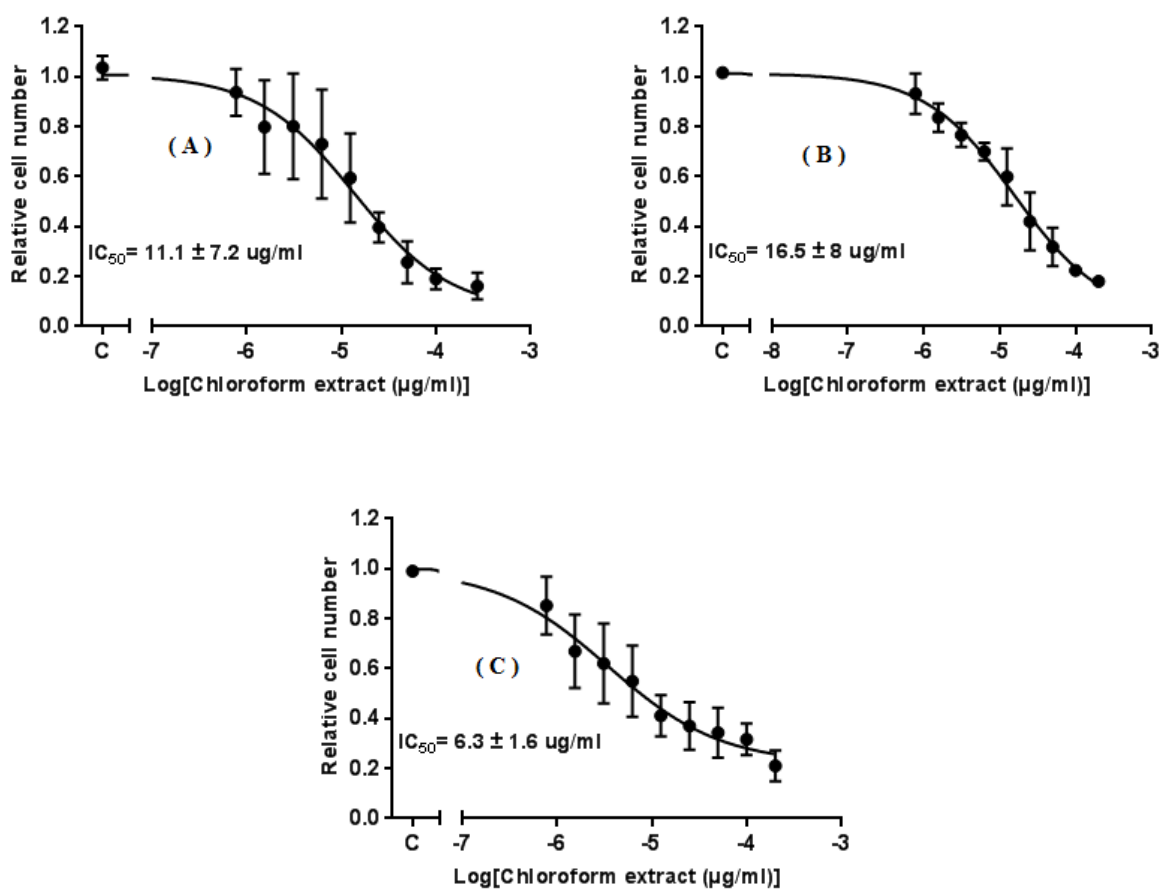 1.2
1.0
0.8
0.6
0.4
0.2
0.0
Relative cell number
( A )
IC50= 11.1 ± 7.2 ug/ml
C -7 -6 -5 -4 -3
Log[Chloroform extract (µg/ml)]
1.2
1.0
0.8
0.6
0.4
0.2
0.0
Relative cell number
( B )
IC50= 16.5 ± 8 ug/ml
C -8 -7 -6 -5 -4 -3
Log[Chloroform extract (µg/ml)]
1.2
1.0
0.8
0.6
0.4
0.2
0.0
Relative cell number
( C )
IC50= 6.3 ± 1.6 ug/ml
C -7 -6 -5 -4 -3
Log[Chloroform extract (µg/ml)]